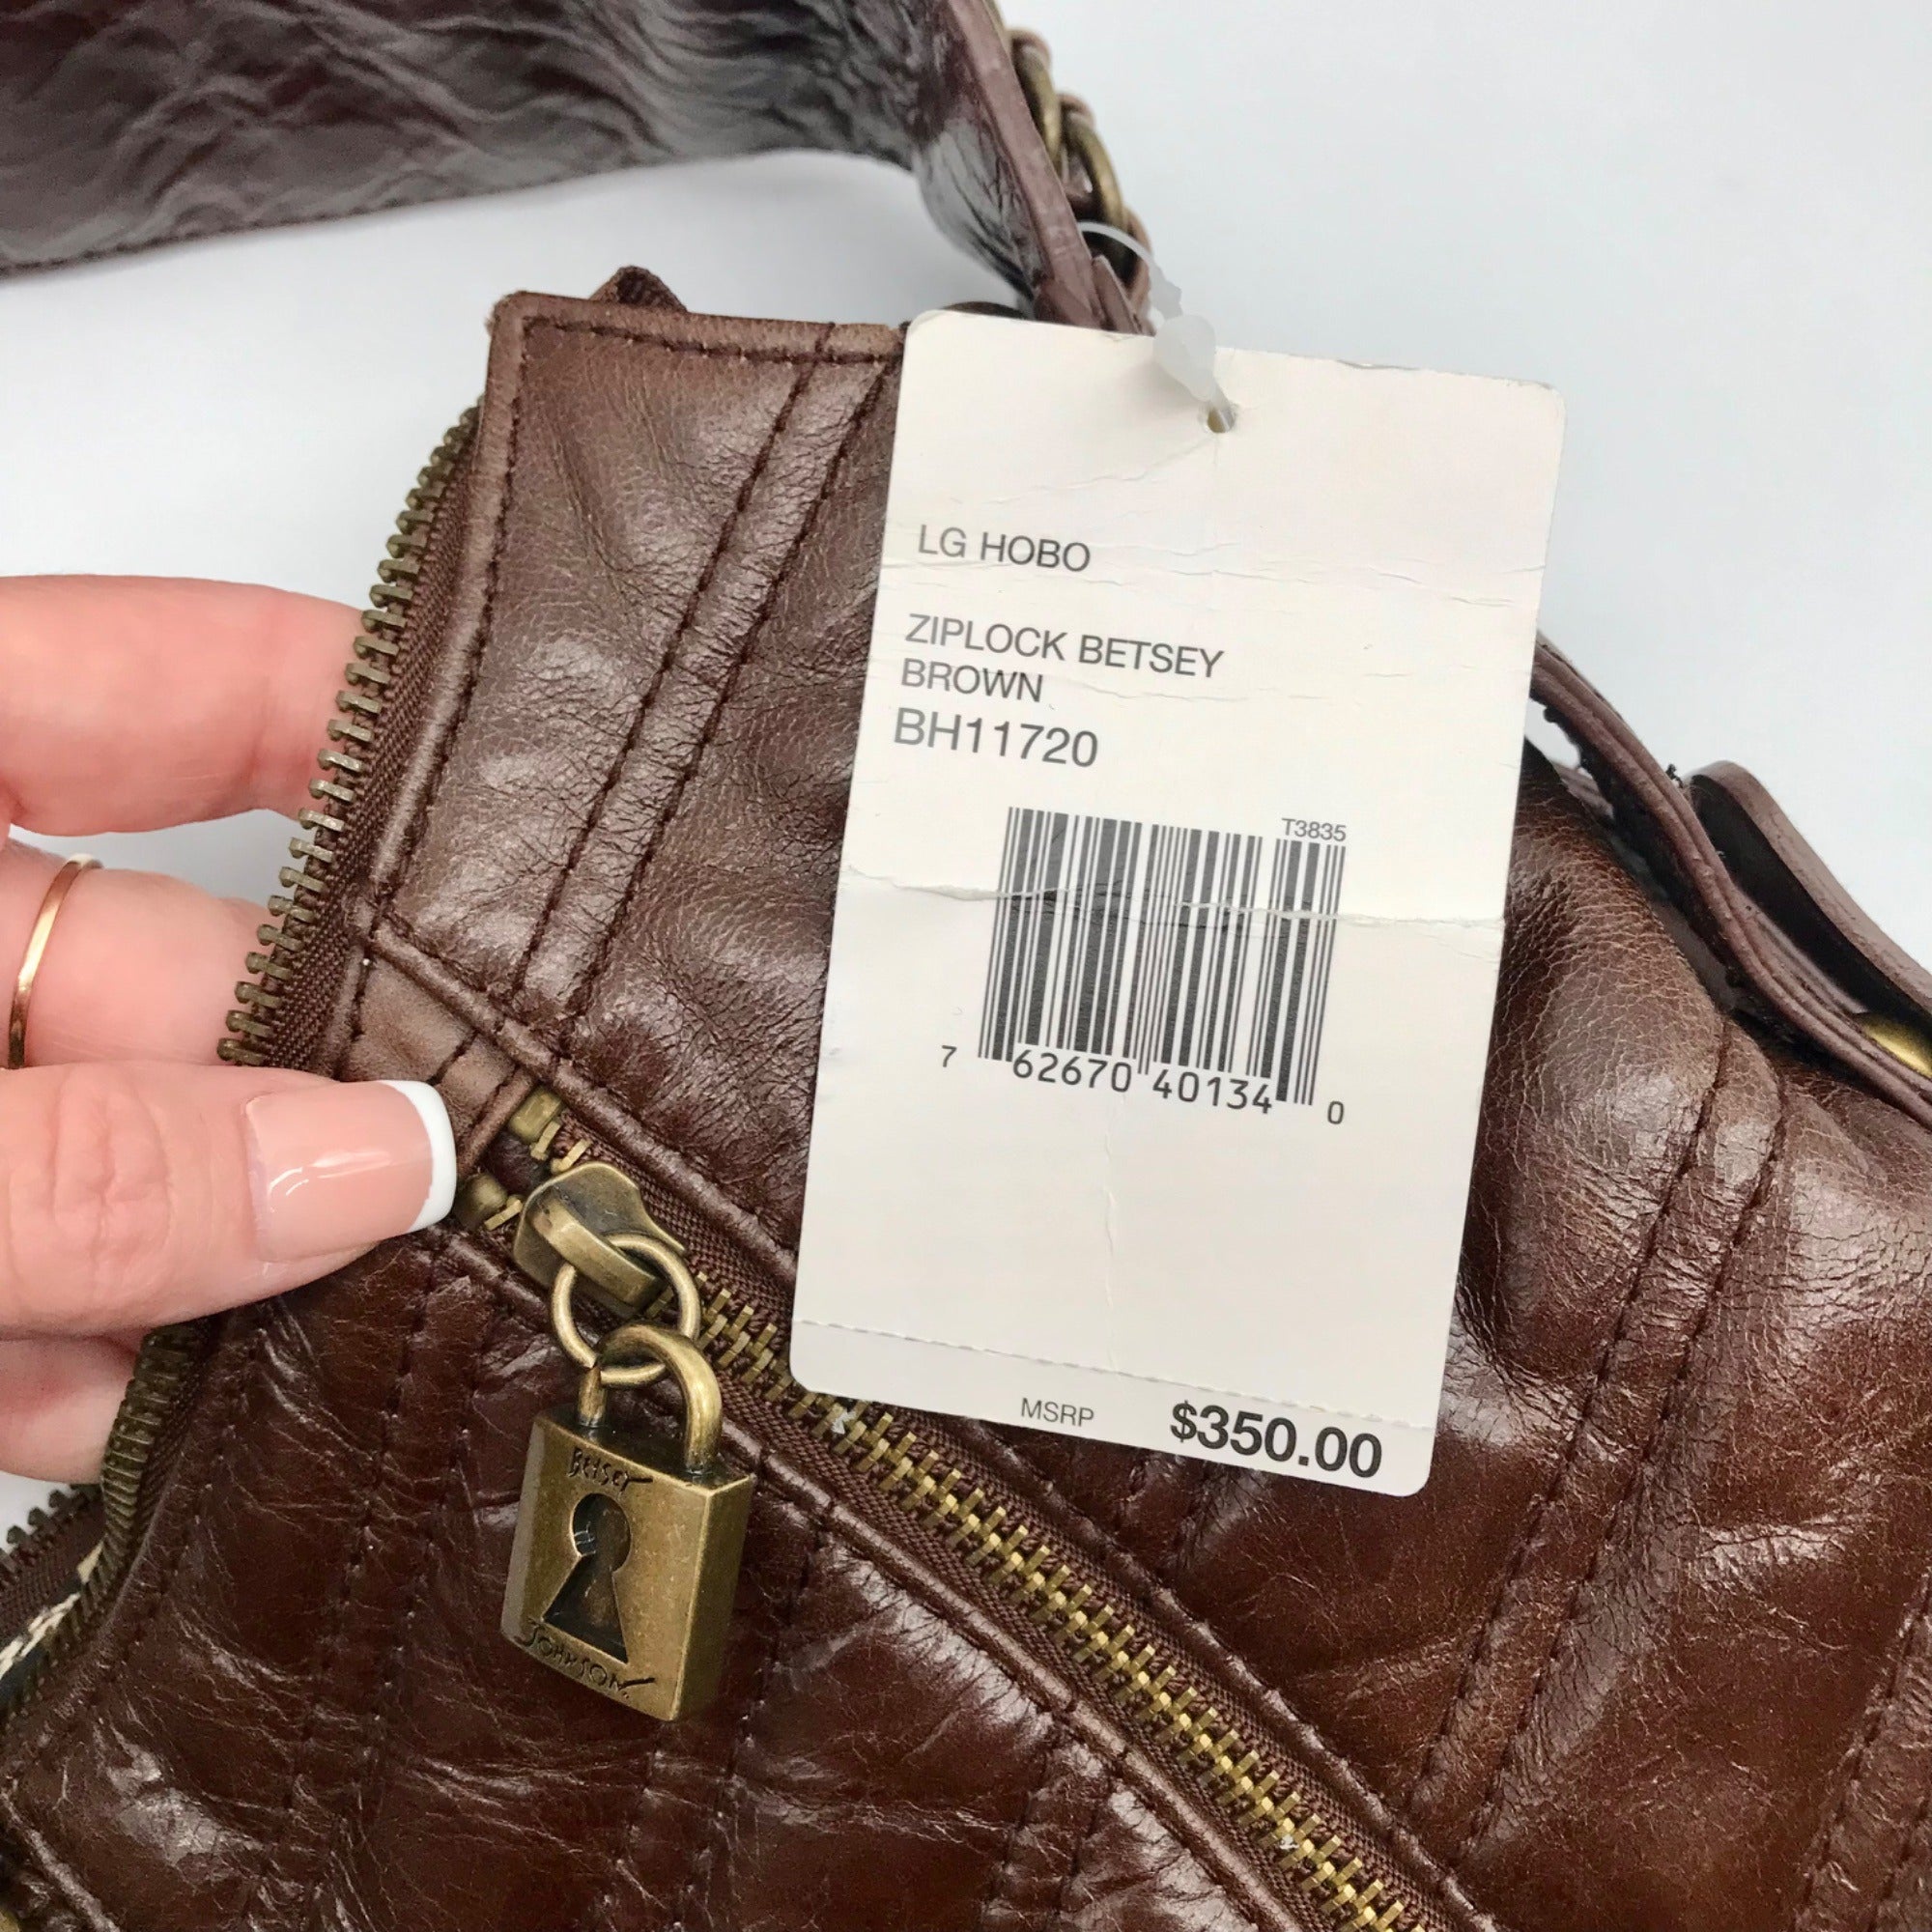 LG HOBO
ZIPLOCK BETSEY
BROWN
BH11720
T3835
7 62670 40134 0
MSRP $350.00
BETSEY
JOHNSON.